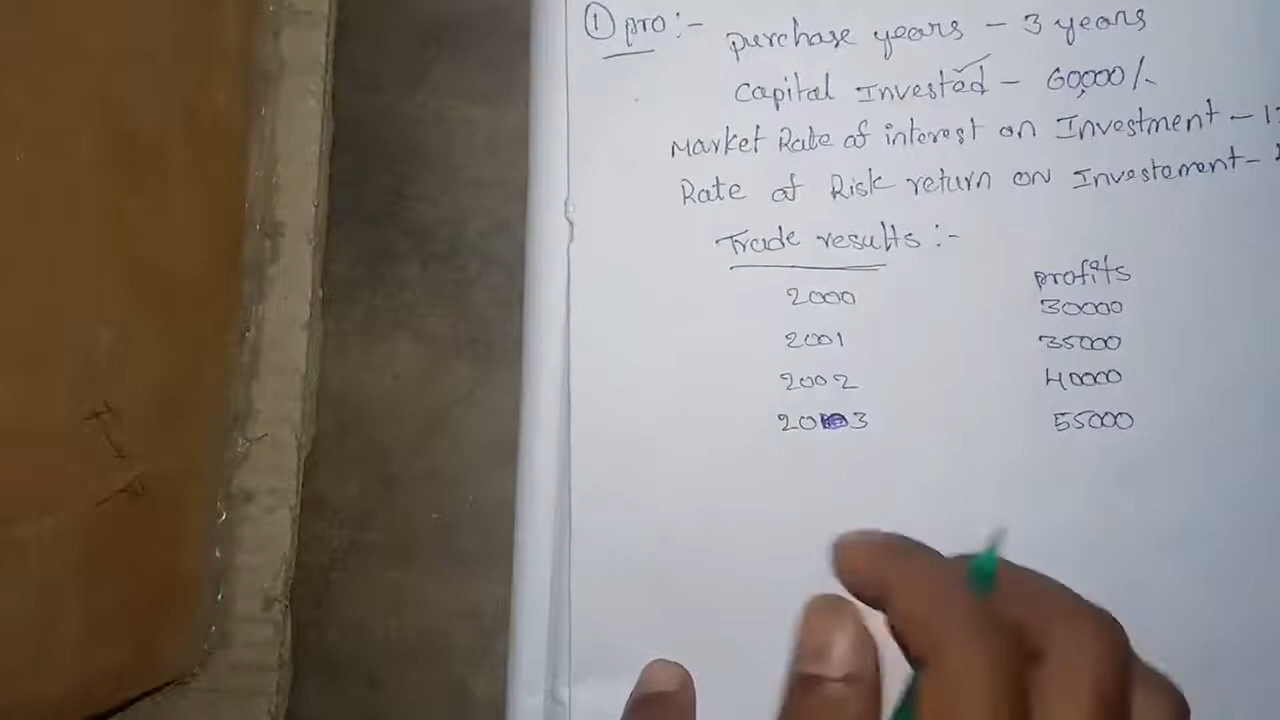 ① pro :-
purchase years - 3 years
Capital Invested - 60,000/-
Market Rate of interest on Investment -
Rate of Risk return on Investement -
Trade results :-
profits
2000 30000
2001 35000
2002 40000
2003 55000